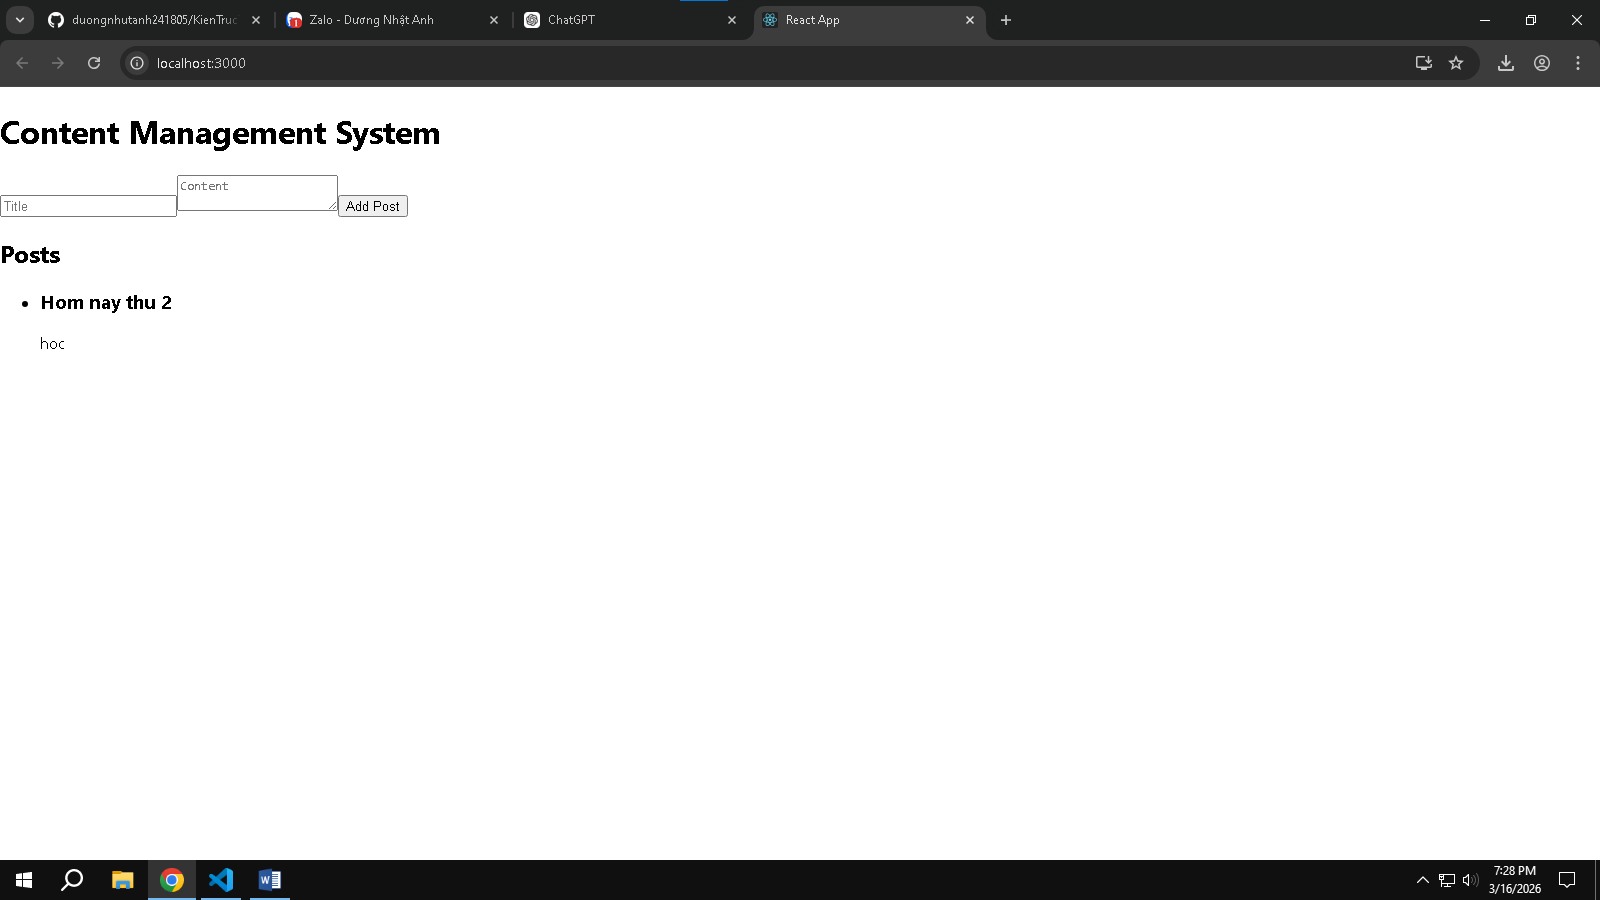 duongnhutanh241805/KienTruc
Zalo - Dương Nhật Anh
ChatGPT
React App
localhost:3000
Content Management System
Title
Content
Add Post
Posts
Hom nay thu 2
hoc
7:28 PM
3/16/2026